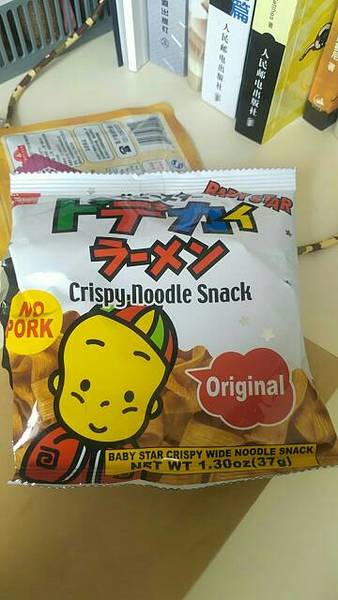 人民邮电出版社
篇
人民邮电出版社
BABY STAR
ドデカイ
ラーメン
Crispy Noodle Snack
NO
PORK
Original
BABY STAR CRISPY WIDE NOODLE SNACK
NET WT 1.30oz(37g)